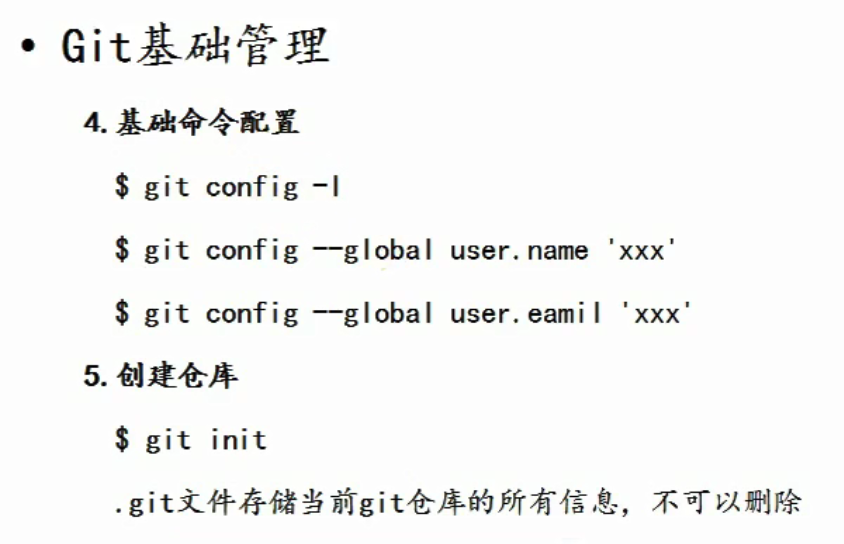 • Git基础管理
4. 基础命令配置
$ git config -l
$ git config --global user.name 'xxx'
$ git config --global user.eamil 'xxx'
5. 创建仓库
$ git init
.git文件存储当前git仓库的所有信息，不可以删除